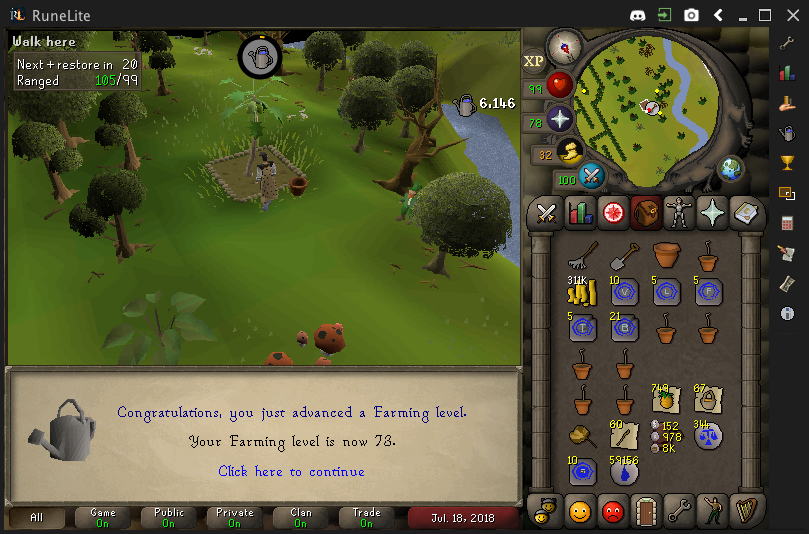 RuneLite
Walk here
Next + restore in 20
Ranged 105/99
6,146
XP
99
78
32
100
311K
10
V
5
L
5
F
5
T
21
B
749
67
60
152
978
8K
344
10
59156
Congratulations, you just advanced a Farming level.
Your Farming level is now 73.
Click here to continue
All
Game
On
Public
On
Private
On
Clan
On
Trade
On
Jul. 18, 2018